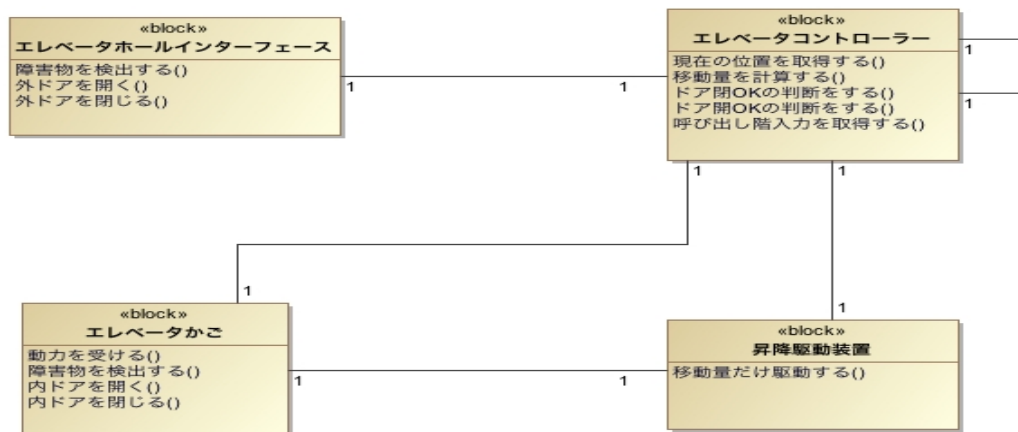 «block»
エレベータホールインターフェース
障害物を検出する()
外ドアを開く()
外ドアを閉じる()
1
1
«block»
エレベータコントローラー
現在の位置を取得する()
移動量を計算する()
ドア閉OKの判断をする()
ドア開OKの判断をする()
呼び出し階入力を取得する()
1
1
1
1
1
1
«block»
エレベータかご
動力を受ける()
障害物を検出する()
内ドアを開く()
内ドアを閉じる()
1
1
«block»
昇降駆動装置
移動量だけ駆動する()